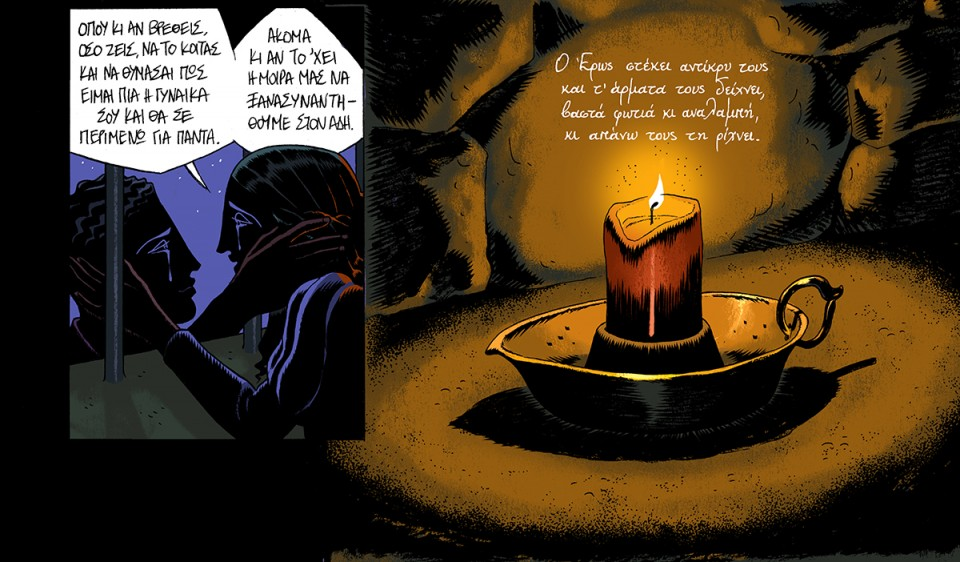 ΟΠΟΥ ΚΙ ΑΝ ΒΡΕΘΕΙΣ,
ΟΣΟ ΖΕΙΣ, ΝΑ ΤΟ ΚΟΙΤΑΣ
ΚΑΙ ΝΑ ΘΥΜΑΣΑΙ ΠΩΣ
ΕΙΜΑΙ ΠΙΑ Η ΓΥΝΑΙΚΑ
ΣΟΥ ΚΑΙ ΘΑ ΣΕ
ΠΕΡΙΜΕΝΩ ΓΙΑ ΠΑΝΤΑ.
ΑΚΟΜΑ
ΚΙ ΑΝ ΤΟ 'ΧΕΙ
Η ΜΟΙΡΑ ΜΑΣ ΝΑ
ΞΑΝΑΣΥΝΑΝΤΗ-
ΘΟΥΜΕ ΣΤΟΝ ΑΔΗ.
Ο Έρως στέκει αντίκρυ τους
και τ' άρματα τους δείχνει,
βαστά φωτιά κι αναλαμπή,
κι απάνω τους τη ρίχνει.